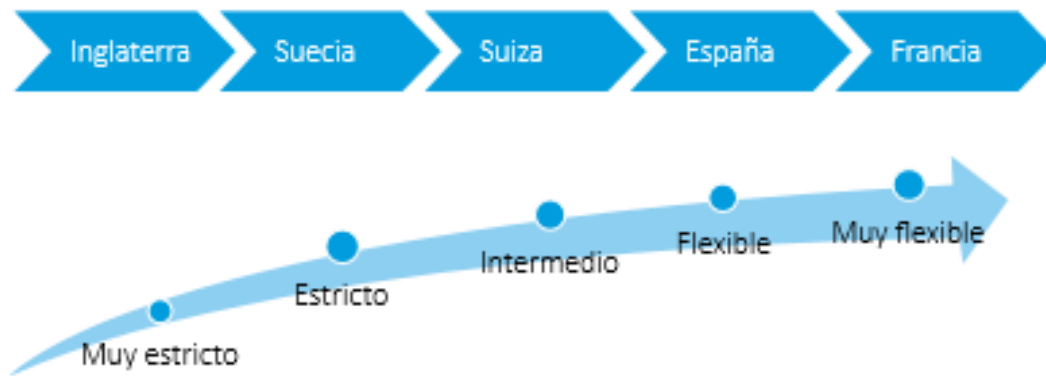 Inglaterra Suecia Suiza España Francia
Muy flexible
Flexible
Intermedio
Estricto
Muy estricto